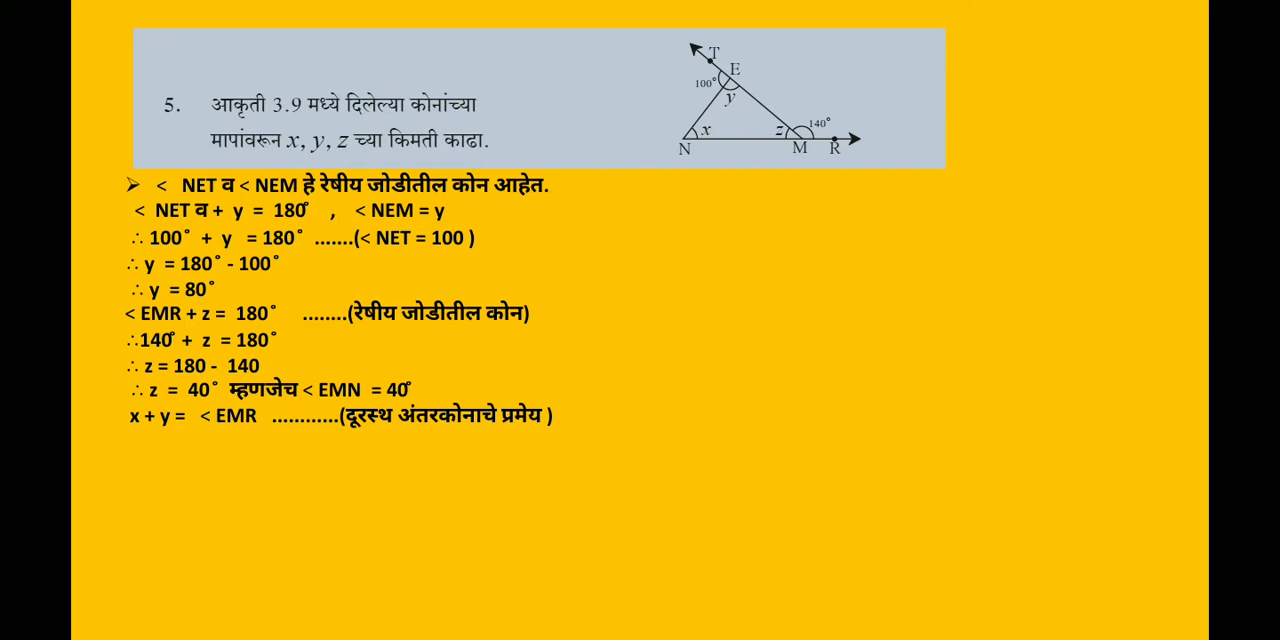 5. आकृती 3.9 मध्ये दिलेल्या कोनांच्या
मापांवरून x, y, z च्या किमती काढा.
T
E
100°
y
x
z
140°
N
M
R
➢ < NET व < NEM हे रेषीय जोडीतील कोन आहेत.
< NET व + y = 180° , < NEM = y
∴ 100° + y = 180° .......(< NET = 100 )
∴ y = 180° - 100°
∴ y = 80°
< EMR + z = 180° ........(रेषीय जोडीतील कोन)
∴140° + z = 180°
∴ z = 180 - 140
∴ z = 40° म्हणजेच < EMN = 40°
x + y = < EMR ............(दूरस्थ अंतरकोनाचे प्रमेय )